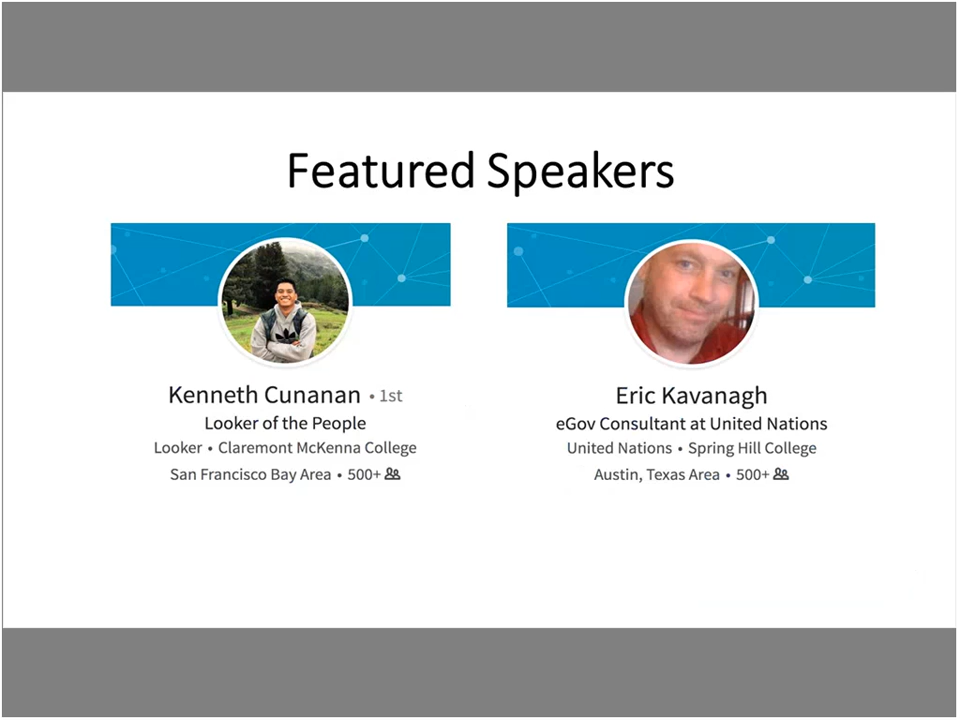 Featured Speakers
Kenneth Cunanan • 1st
Looker of the People
Looker • Claremont McKenna College
San Francisco Bay Area • 500+
Eric Kavanagh
eGov Consultant at United Nations
United Nations • Spring Hill College
Austin, Texas Area • 500+